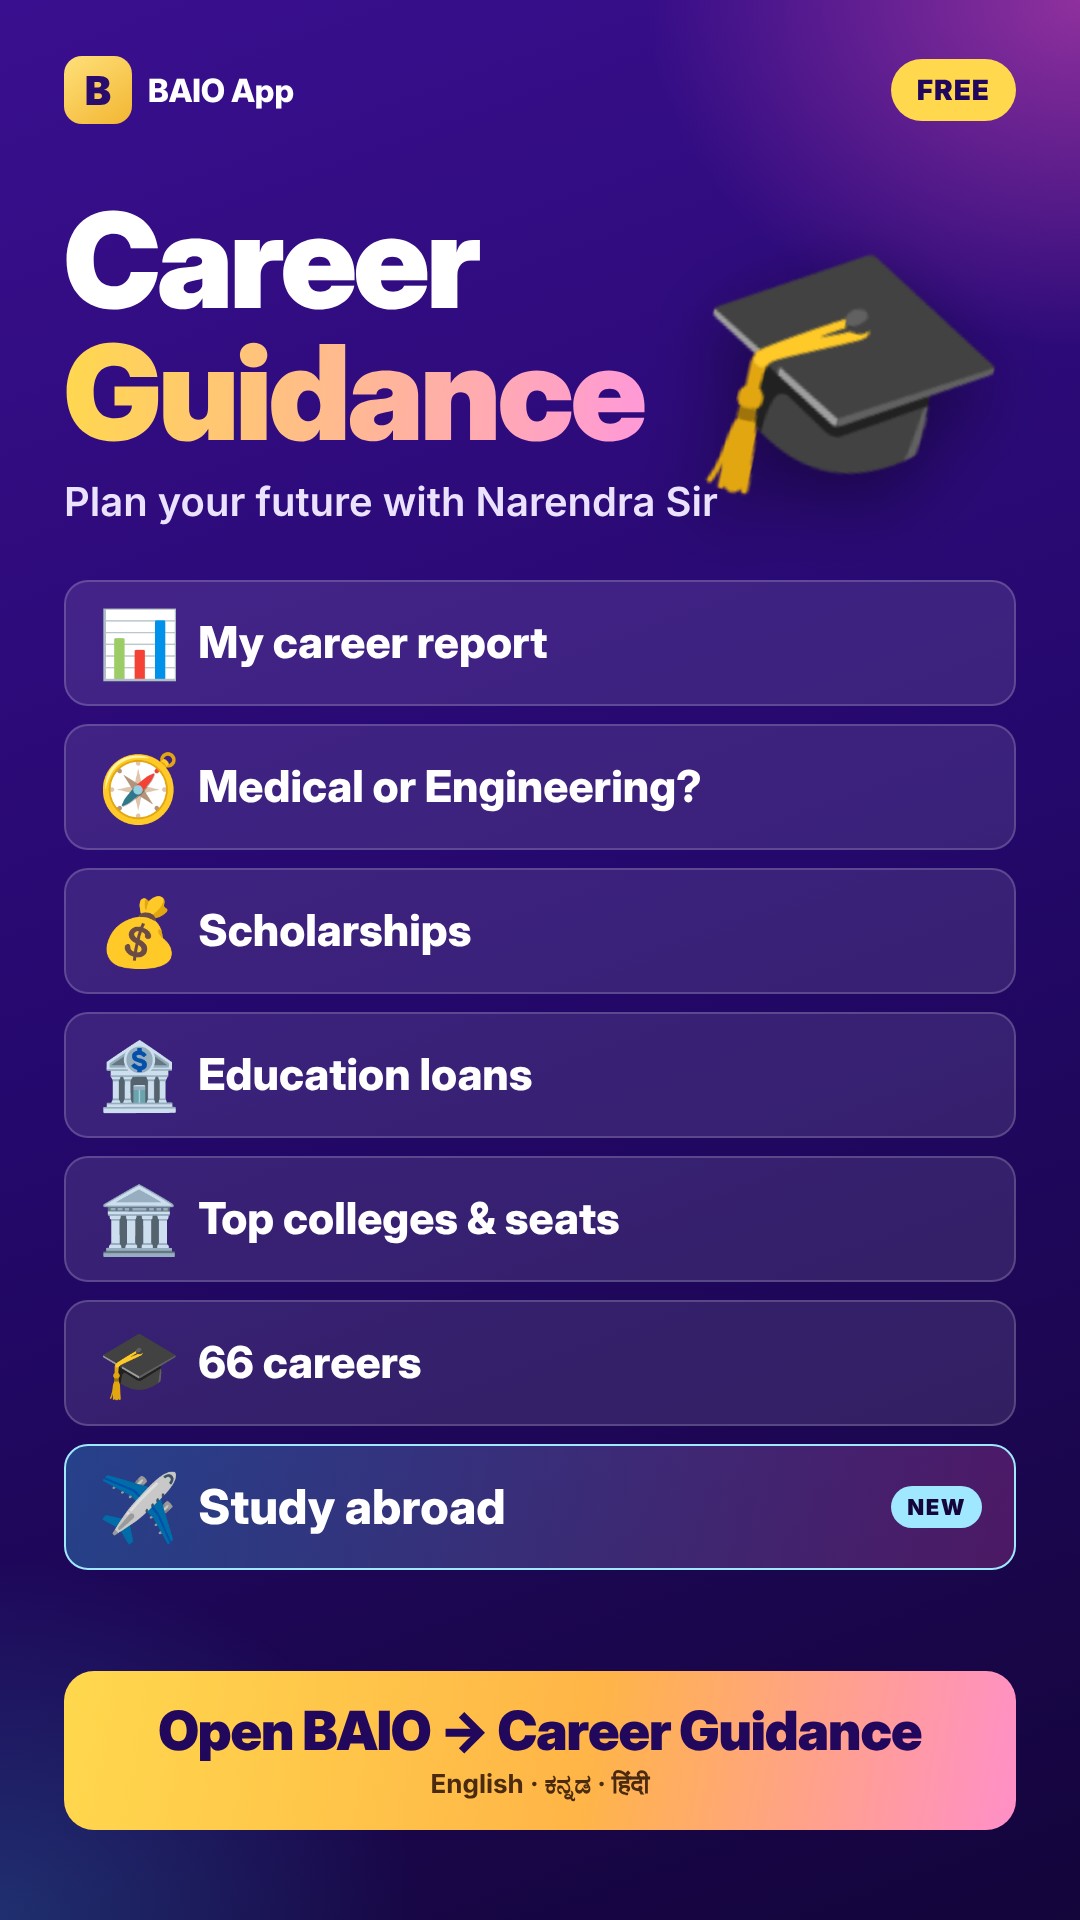 B BAIO App
FREE
Career
Guidance
Plan your future with Narendra Sir
My career report
Medical or Engineering?
$ Scholarships
$ Education loans
Top colleges & seats
66 careers
Study abroad NEW
Open BAIO → Career Guidance
English · ಕನ್ನಡ · हिंदी